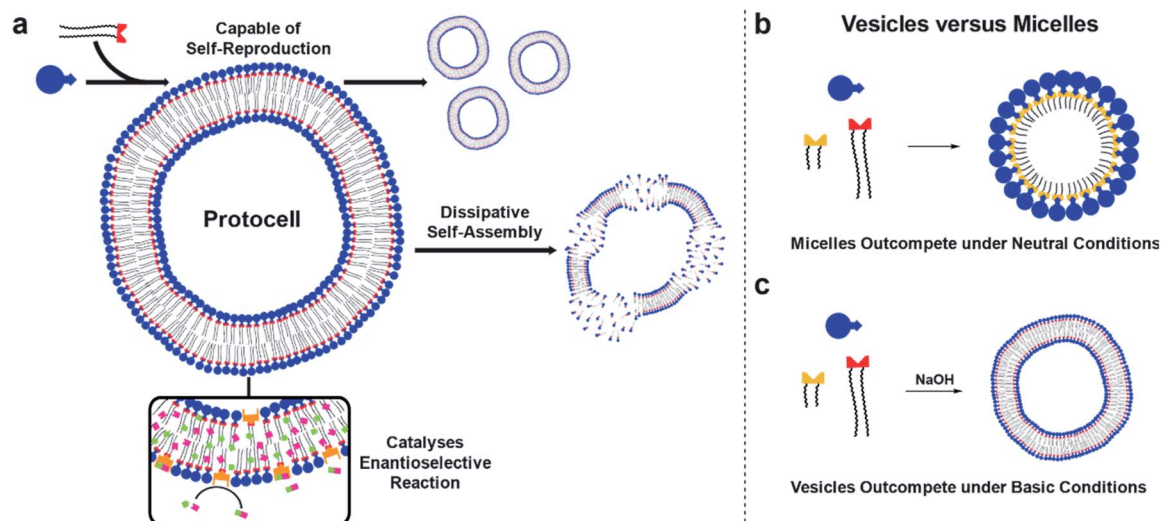 a
Capable of
Self-Reproduction
Protocell
Dissipative
Self-Assembly
Catalyses
Enantioselective
Reaction
b
Vesicles versus Micelles
Micelles Outcompete under Neutral Conditions
c
NaOH
Vesicles Outcompete under Basic Conditions